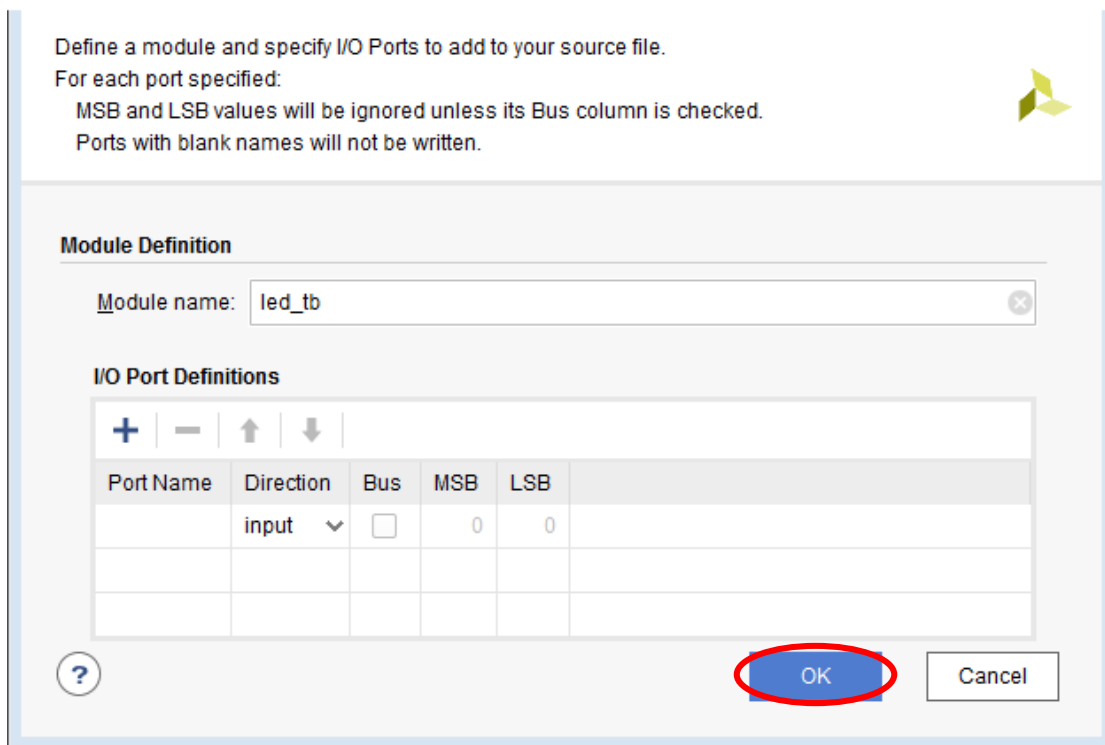 Define a module and specify I/O Ports to add to your source file.
For each port specified:
MSB and LSB values will be ignored unless its Bus column is checked.
Ports with blank names will not be written.
Module Definition
Module name: led_tb
I/O Port Definitions
Port Name Direction Bus MSB LSB
input 0 0
? OK Cancel